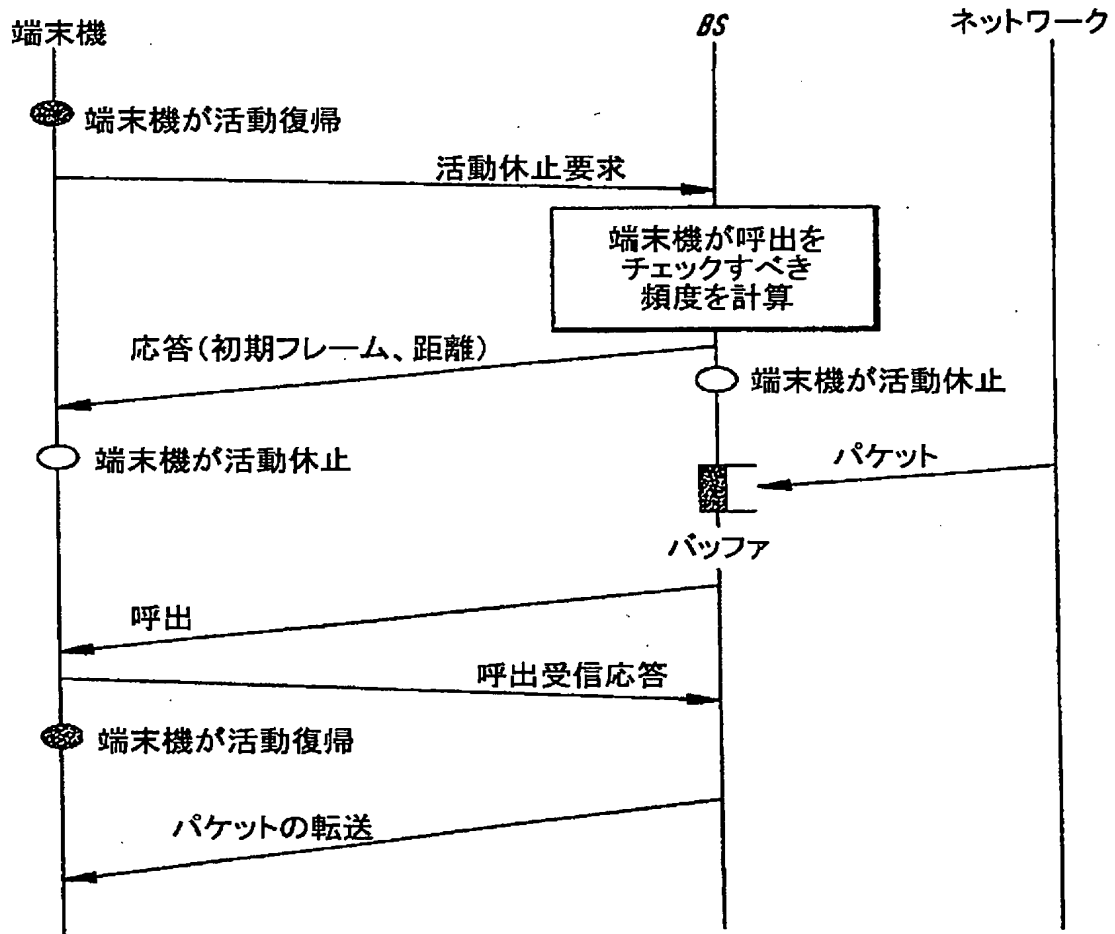 端末機
BS
ネットワーク
端末機が活動復帰
活動休止要求
端末機が呼出を
チェックすべき
頻度を計算
応答(初期フレーム、距離)
端末機が活動休止
端末機が活動休止
パケット
バッファ
呼出
呼出受信応答
端末機が活動復帰
パケットの転送